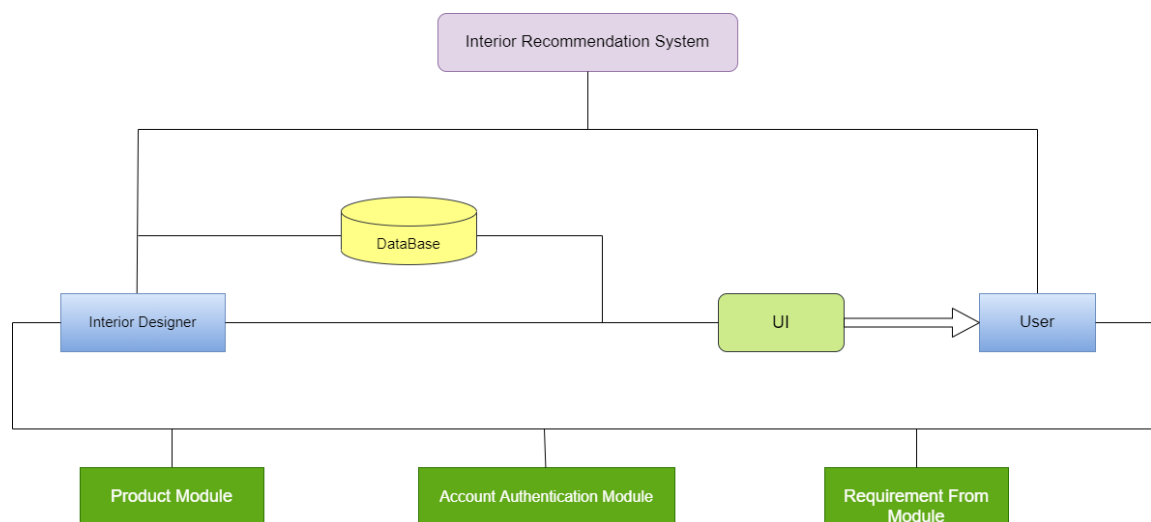 Interior Recommendation System
DataBase
Interior Designer
UI
User
Product Module
Account Authentication Module
Requirement From
Module